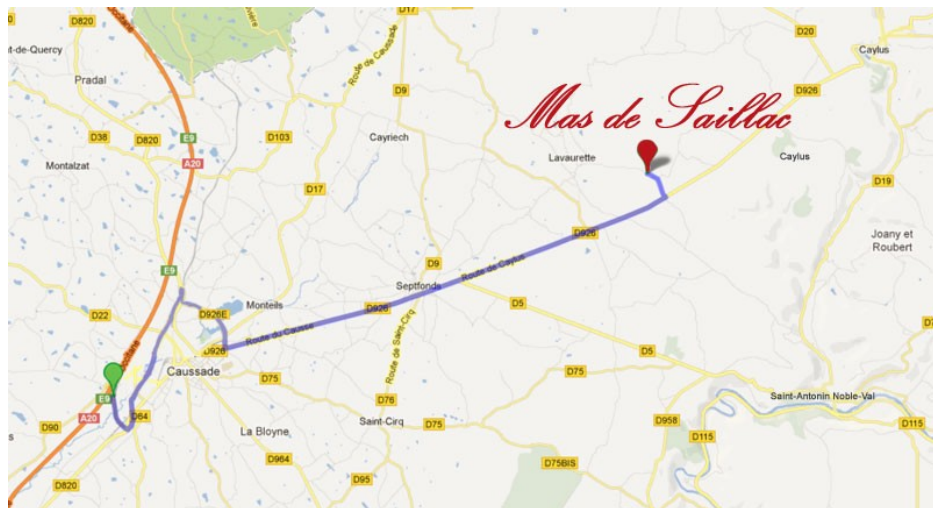 D820
D17
D20
nt-de-Quercy
Caylus
Route de Caussade
Pradal
D9
D926
Mas de Saillac
D38
D820
E9
D103
Cayriech
A20
Lavaurette
Caylus
Montalzat
D17
D19
D926
Joany et
Roubert
D9
E9
Route de Caylus
Septfonds
Monteils
D5
D22
D926E
D926
Route du Causse
D926
Route de Saint-Cirq
D5
Caussade
D75
D75
E9
D76
Saint-Antonin Noble-Val
A20
D64
Saint-Cirq
D75
D958
D115
D90
La Bloyne
D115
D964
D75BIS
D95
D820